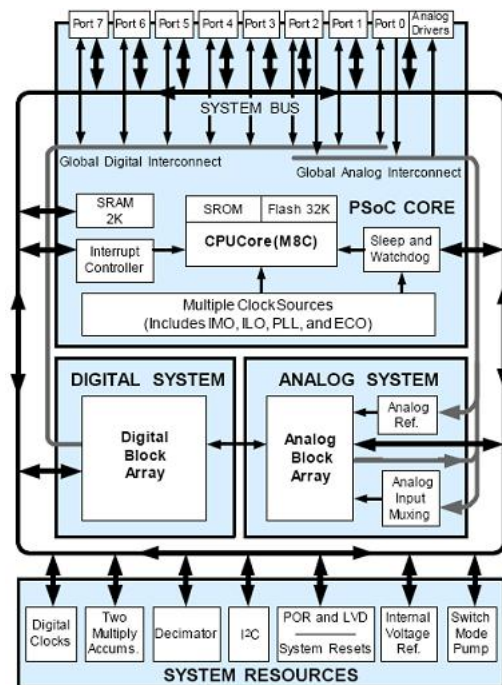 Port 7 Port 6 Port 5 Port 4 Port 3 Port 2 Port 1 Port 0 Analog Drivers
SYSTEM BUS
Global Digital Interconnect
Global Analog Interconnect
SRAM
2K
SROM Flash 32K
PSoC CORE
CPUCore(M8C)
Interrupt
Controller
Sleep and
Watchdog
Multiple ClockSources
(Includes IMO, ILO, PLL, and ECO)
DIGITAL SYSTEM
ANALOG SYSTEM
Digital
Block
Array
Analog
Block
Array
Analog
Ref.
Analog
Input
Muxing
Digital
Clocks
Two
Multiply
Accums.
Decimator
I²C
POR and LVD
System Resets
Internal
Voltage
Ref.
Switch
Mode
Pump
SYSTEM RESOURCES